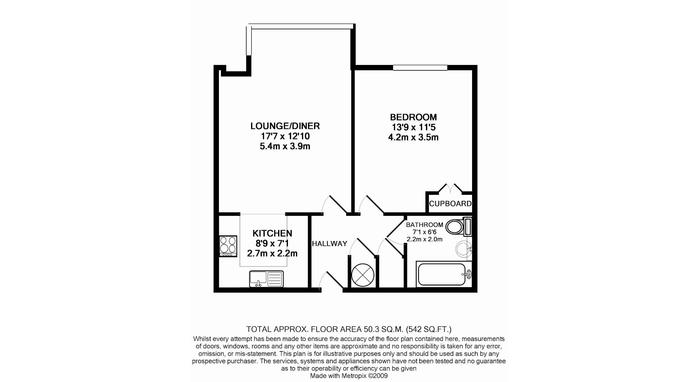 LOUNGE/DINER
17'7 x 12'10
5.4m x 3.9m
BEDROOM
13'9 x 11'5
4.2m x 3.5m
CUPBOARD
KITCHEN
8'9 x 7'1
2.7m x 2.2m
HALLWAY
BATHROOM
7'1 x 6'6
2.2m x 2.0m
TOTAL APPROX. FLOOR AREA 50.3 SQ.M. (542 SQ.FT.)
Whilst every attempt has been made to ensure the accuracy of the floor plan contained here, measurements
of doors, windows, rooms and any other items are approximate and no responsibility is taken for any error,
omission, or mis-statement. This plan is for illustrative purposes only and should be used as such by any
prospective purchaser. The services, systems and appliances shown have not been tested and no guarantee
as to their operability or efficiency can be given
Made with Metropix ©2009